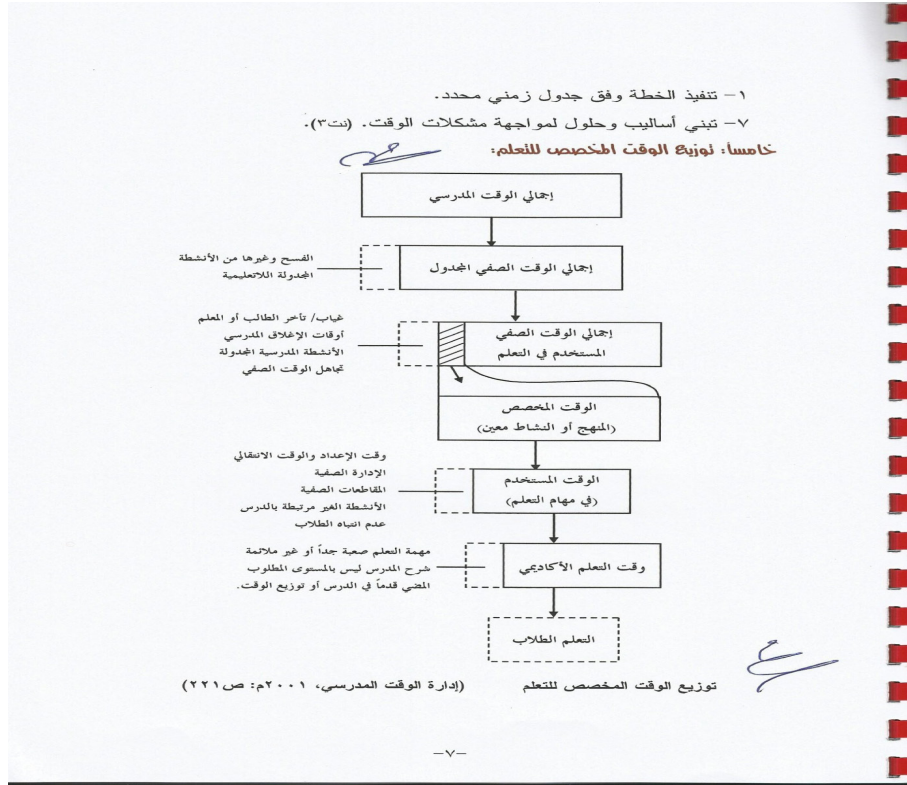 ١- تنفيذ الخطة وفق جدول زمني محدد.
٧- تبني أساليب وحلول لمواجهة مشكلات الوقت. (نت٣).
خامساً: توزيع الوقت المخصص للتعلم:
إجمالي الوقت المدرسي
إجمالي الوقت الصفي المجدول
الفسح وغيرها من الأنشطة
المجدولة اللاتعليمية
إجمالي الوقت الصفي
المستخدم في التعلم
غياب/ تأخر الطالب أو المعلم
أوقات الإغلاق المدرسي
الأنشطة المدرسية المجدولة
تجاهل الوقت الصفي
الوقت المخصص
(المنهج أو النشاط معين)
الوقت المستخدم
(في مهام التعلم)
وقت الإعداد والوقت الانتقالي
الإدارة الصفية
المقاطعات الصفية
الأنشطة الغير مرتبطة بالدرس
عدم انتباه الطلاب
وقت التعلم الأكاديمي
مهمة التعلم صعبة جداً أو غير ملائمة
شرح المدرس ليس بالمستوى المطلوب
المضي قدماً في الدرس أو توزيع الوقت.
التعلم الطلاب
توزيع الوقت المخصص للتعلم (إدارة الوقت المدرسي، ٢٠٠١م: ص٢٢١)
-٧-